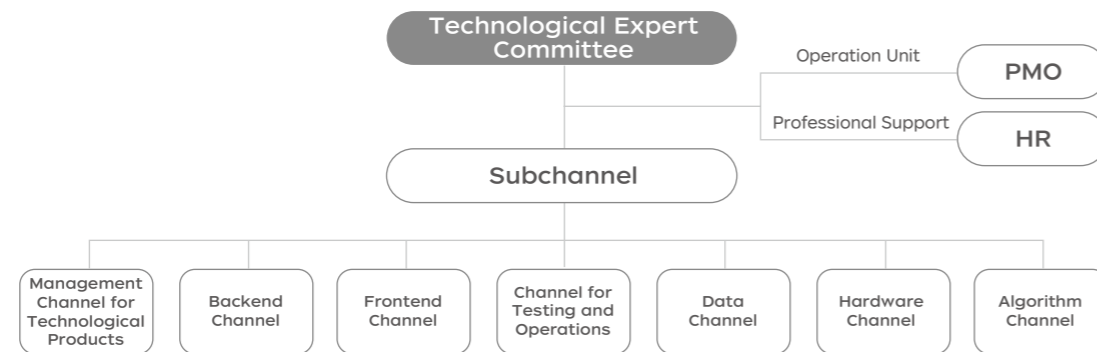 Technological Expert
Committee
Operation Unit
PMO
Professional Support
HR
Subchannel
Management
Channel for
Technological
Products
Backend
Channel
Frontend
Channel
Channel for
Testing and
Operations
Data
Channel
Hardware
Channel
Algorithm
Channel